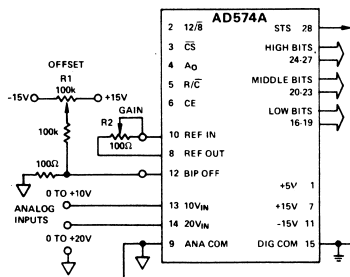 AD574A
2 12/8̅
STS 28
3 C̅S̅
HIGH BITS
24-27
4 AO
OFFSET
R1
100k
5 R/C̅
MIDDLE BITS
20-23
-15V
+15V
6 CE
LOW BITS
16-19
GAIN
R2
100Ω
100k
10 REF IN
8 REF OUT
100Ω
12 BIP OFF
+5V 1
0 TO +10V
13 10VIN
+15V 7
ANALOG
INPUTS
14 20VIN
-15V 11
0 TO +20V
9 ANA COM
DIG COM 15